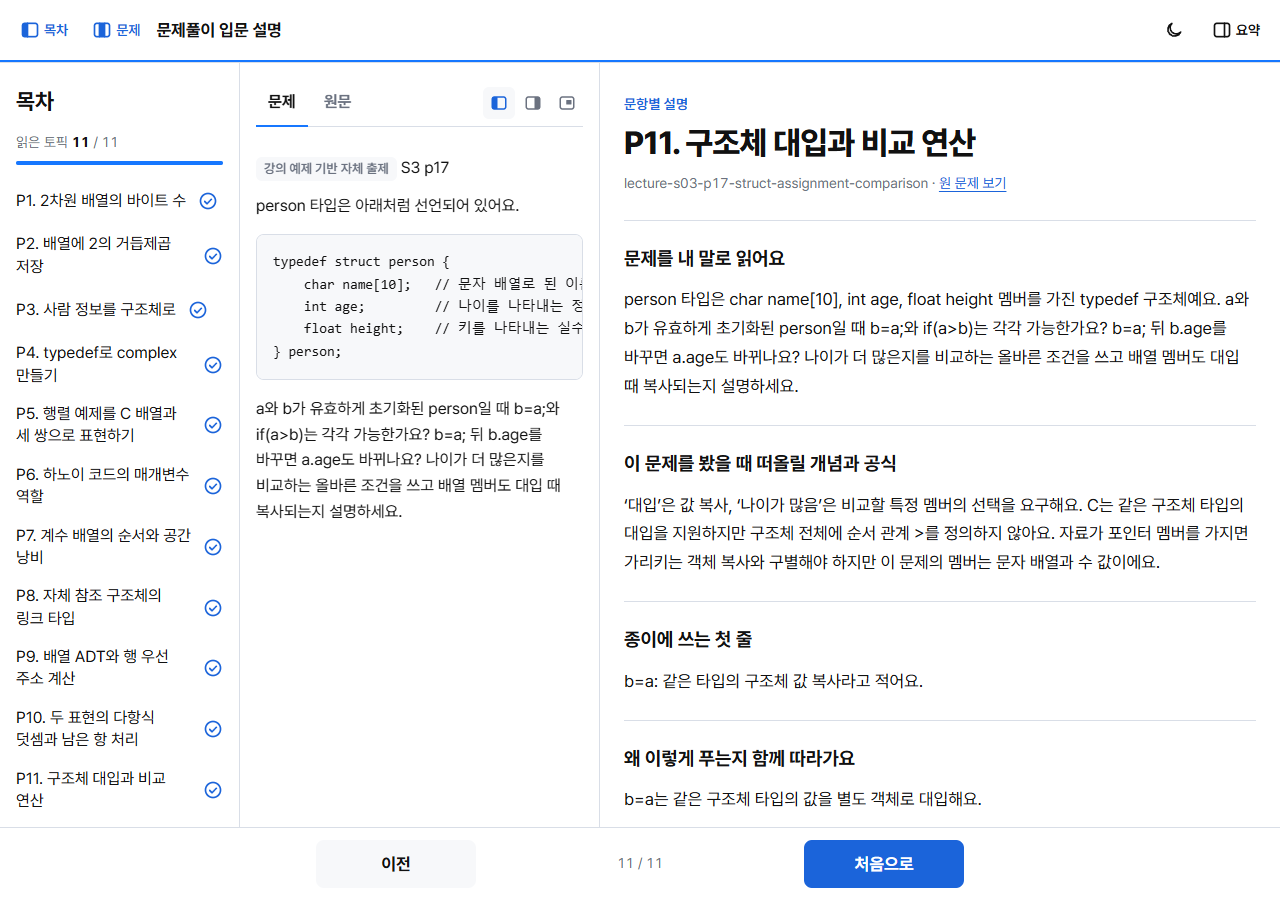 목차
문제
문제풀이 입문 설명
요약
목차
읽은 토픽 11 / 11
P1. 2차원 배열의 바이트 수
P2. 배열에 2의 거듭제곱
저장
P3. 사람 정보를 구조체로
P4. typedef로 complex
만들기
P5. 행렬 예제를 C 배열과
세 쌍으로 표현하기
P6. 하노이 코드의 매개변수
역할
P7. 계수 배열의 순서와 공간
낭비
P8. 자체 참조 구조체의
링크 타입
P9. 배열 ADT와 행 우선
주소 계산
P10. 두 표현의 다항식
덧셈과 남은 항 처리
P11. 구조체 대입과 비교
연산
문제
원문
강의 예제 기반 자체 출제 S3 p17
person 타입은 아래처럼 선언되어 있어요.
typedef struct person {
char name[10];   // 문자 배열로 된 이
int age;         // 나이를 나타내는 정
float height;    // 키를 나타내는 실수
} person;
a와 b가 유효하게 초기화된 person일 때 b=a;와
if(a>b)는 각각 가능한가요? b=a; 뒤 b.age를
바꾸면 a.age도 바뀌나요? 나이가 더 많은지를
비교하는 올바른 조건을 쓰고 배열 멤버도 대입 때
복사되는지 설명하세요.
문항별 설명
P11. 구조체 대입과 비교 연산
lecture-s03-p17-struct-assignment-comparison · 원 문제 보기
문제를 내 말로 읽어요
person 타입은 char name[10], int age, float height 멤버를 가진 typedef 구조체예요. a와
b가 유효하게 초기화된 person일 때 b=a;와 if(a>b)는 각각 가능한가요? b=a; 뒤 b.age를
바꾸면 a.age도 바뀌나요? 나이가 더 많은지를 비교하는 올바른 조건을 쓰고 배열 멤버도 대입
때 복사되는지 설명하세요.
이 문제를 봤을 때 떠올릴 개념과 공식
‘대입’은 값 복사, ‘나이가 많음’은 비교할 특정 멤버의 선택을 요구해요. C는 같은 구조체 타입의
대입을 지원하지만 구조체 전체에 순서 관계 >를 정의하지 않아요. 자료가 포인터 멤버를 가지면
가리키는 객체 복사와 구별해야 하지만 이 문제의 멤버는 문자 배열과 수 값이에요.
종이에 쓰는 첫 줄
b=a: 같은 타입의 구조체 값 복사라고 적어요.
왜 이렇게 푸는지 함께 따라가요
b=a는 같은 구조체 타입의 값을 별도 객체로 대입해요.
이전
11 / 11
처음으로